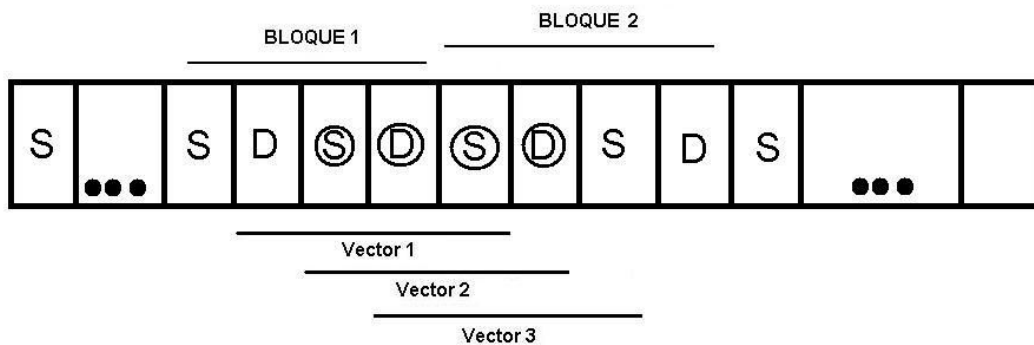 BLOQUE 1 BLOQUE 2
S ... S D S D S D S D S ...
Vector 1
Vector 2
Vector 3